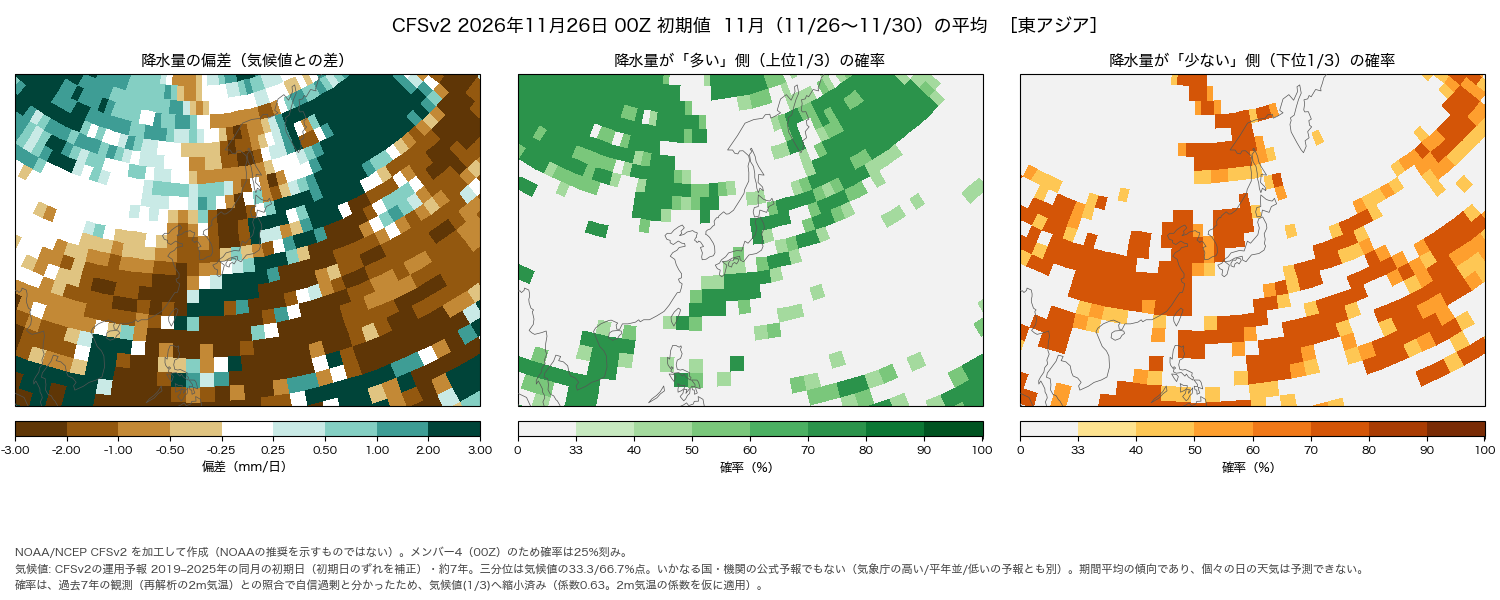 CFSv2 2026年11月26日 00Z 初期値  11月（11/26～11/30）の平均  ［東アジア］
降水量の偏差（気候値との差）
降水量が「多い」側（上位1/3）の確率
降水量が「少ない」側（下位1/3）の確率
-3.00 -2.00 -1.00 -0.50 -0.25 0.25 0.50 1.00 2.00 3.00
偏差（mm/日）
0 33 40 50 60 70 80 90 100
確率（%）
0 33 40 50 60 70 80 90 100
確率（%）
NOAA/NCEP CFSv2 を加工して作成（NOAAの推奨を示すものではない）。メンバー4（00Z）のため確率は25%刻み。
気候値: CFSv2の運用予報 2019–2025年の同月の初期日（初期日のずれを補正）・約7年。三分位は気候値の33.3/66.7%点。いかなる国・機関の公式予報でもない（気象庁の高い/平年並/低いの予報とも別）。期間平均の傾向であり、個々の日の天気は予測できない。
確率は、過去7年の観測（再解析の2m気温）との照合で自信過剰と分かったため、気候値(1/3)へ縮小済み（係数0.63。2m気温の係数を仮に適用）。